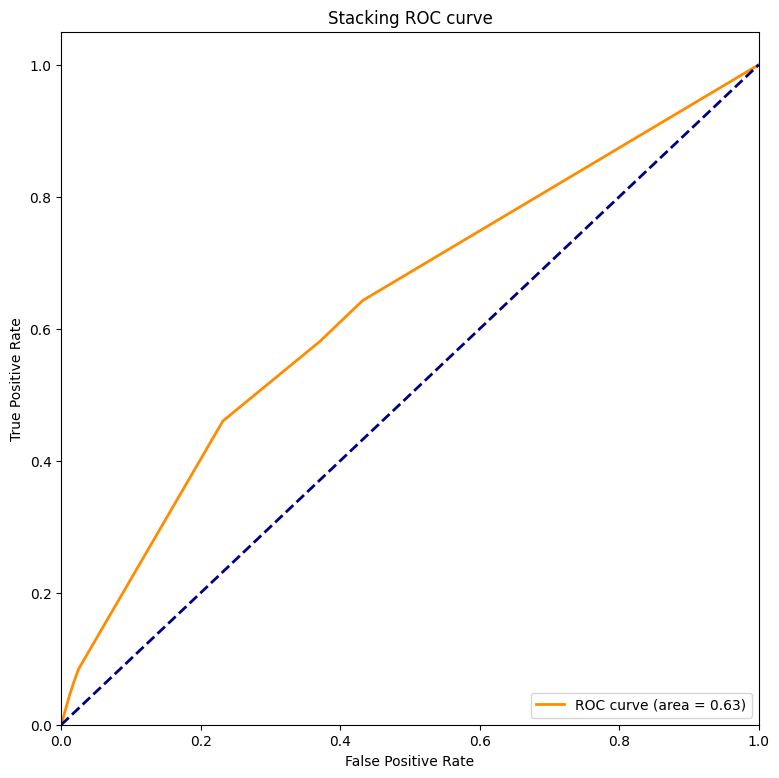 Stacking ROC curve
True Positive Rate
1.0
0.8
0.6
0.4
0.2
0.0
0.0 0.2 0.4 0.6 0.8 1.0
False Positive Rate
ROC curve (area = 0.63)